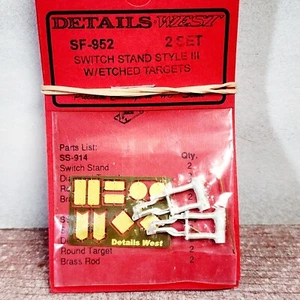 DETAILS WEST
SF-952 2 SET
SWITCH STAND STYLE III
W/ETCHED TARGETS
Parts List:
SS-914 Qty.
Switch Stand 2
Details West
Round Target 2
Brass Rod 2